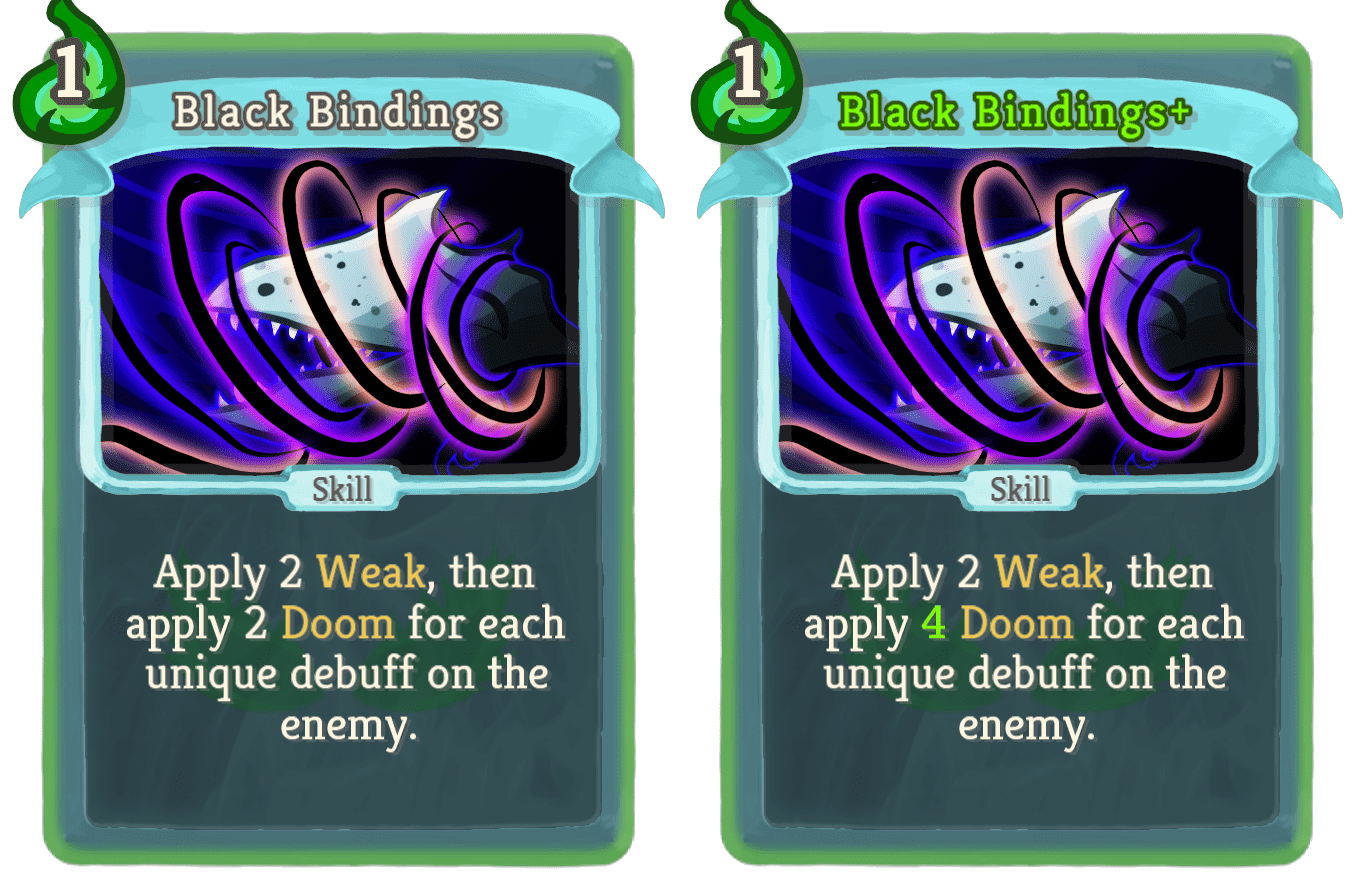 1
Black Bindings
Skill
Apply 2 Weak, then
apply 2 Doom for each
unique debuff on the
enemy.
1
Black Bindings+
Skill
Apply 2 Weak, then
apply 4 Doom for each
unique debuff on the
enemy.